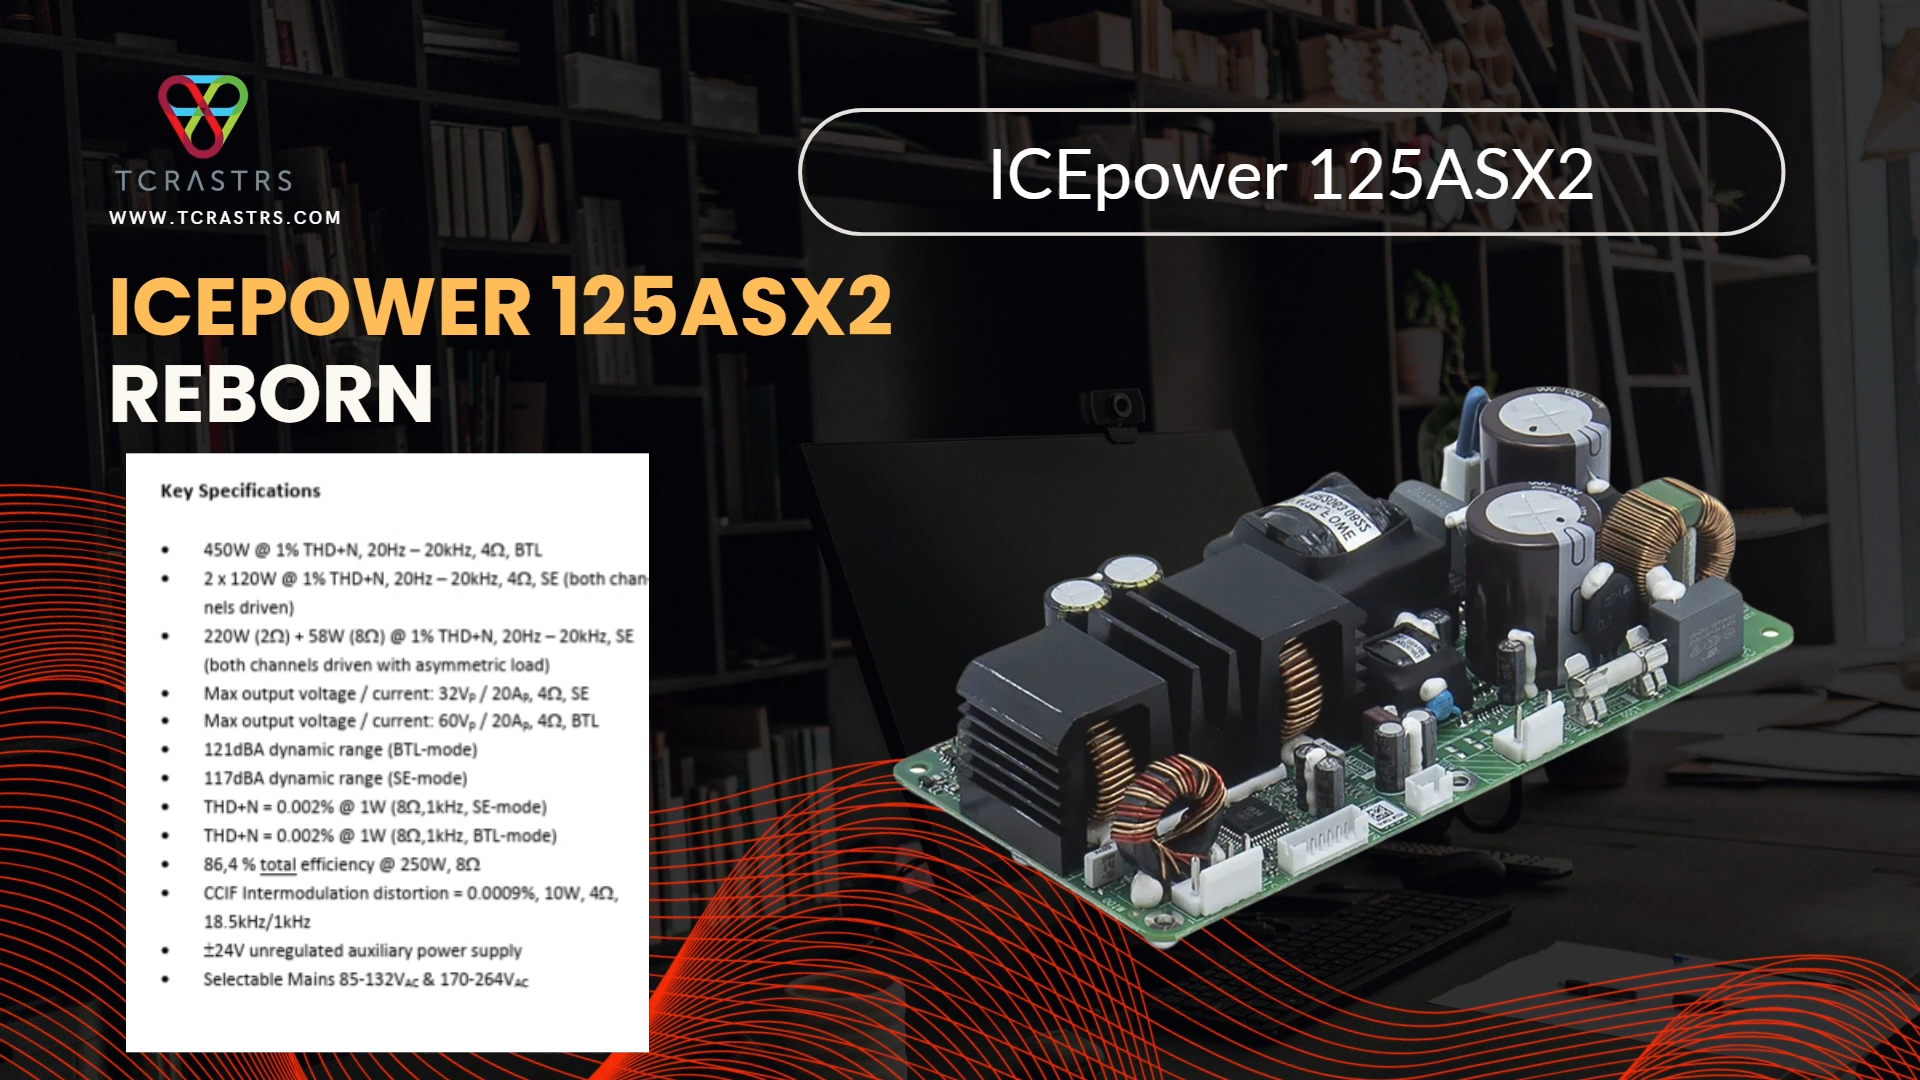 TCRASTRS
WWW.TCRASTRS.COM
ICEpower 125ASX2
ICEPOWER 125ASX2
REBORN
Key Specifications
• 450W @ 1% THD+N, 20Hz – 20kHz, 4Ω, BTL
• 2 x 120W @ 1% THD+N, 20Hz – 20kHz, 4Ω, SE (both chan-
nels driven)
• 220W (2Ω) + 58W (8Ω) @ 1% THD+N, 20Hz – 20kHz, SE
(both channels driven with asymmetric load)
• Max output voltage / current: 32Vₚ / 20Aₚ, 4Ω, SE
• Max output voltage / current: 60Vₚ / 20Aₚ, 4Ω, BTL
• 121dBA dynamic range (BTL-mode)
• 117dBA dynamic range (SE-mode)
• THD+N = 0.002% @ 1W (8Ω,1kHz, SE-mode)
• THD+N = 0.002% @ 1W (8Ω,1kHz, BTL-mode)
• 86,4 % total efficiency @ 250W, 8Ω
• CCIF Intermodulation distortion = 0.0009%, 10W, 4Ω,
18.5kHz/1kHz
• ±24V unregulated auxiliary power supply
• Selectable Mains 85-132VAC & 170-264VAC